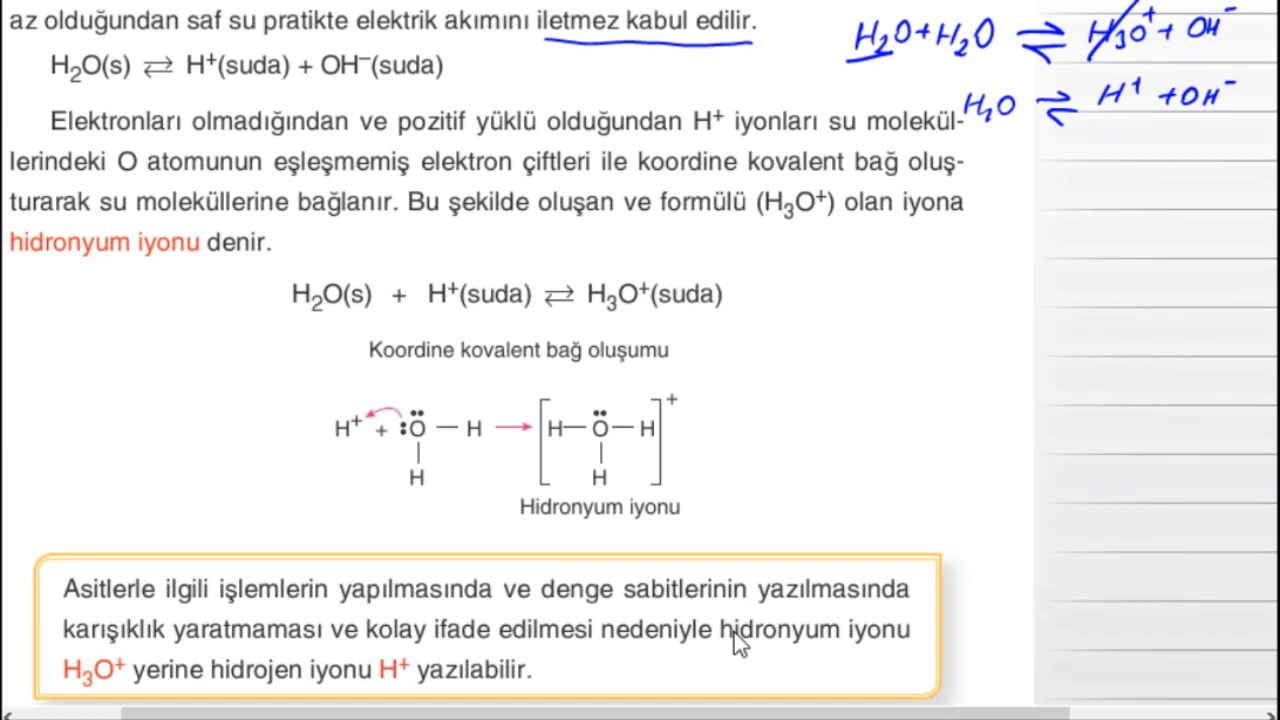 az olduğundan saf su pratikte elektrik akımını iletmez kabul edilir.
H₂O+H₂O ⇌ H₃O⁺ + OH⁻
H₂O(s) ⇄ H⁺(suda) + OH⁻(suda)
H₂O ⇌ H⁺ + OH⁻
Elektronları olmadığından ve pozitif yüklü olduğundan H⁺ iyonları su molekül-
lerindeki O atomunun eşleşmemiş elektron çiftleri ile koordine kovalent bağ oluş-
turarak su moleküllerine bağlanır. Bu şekilde oluşan ve formülü (H₃O⁺) olan iyona
hidronyum iyonu denir.
H₂O(s) + H⁺(suda) ⇄ H₃O⁺(suda)
Koordine kovalent bağ oluşumu
H⁺ + :Ö — H → [H—Ö—H]⁺
| |
H H
Hidronyum iyonu
Asitlerle ilgili işlemlerin yapılmasında ve denge sabitlerinin yazılmasında
karışıklık yaratmaması ve kolay ifade edilmesi nedeniyle hidronyum iyonu
H₃O⁺ yerine hidrojen iyonu H⁺ yazılabilir.